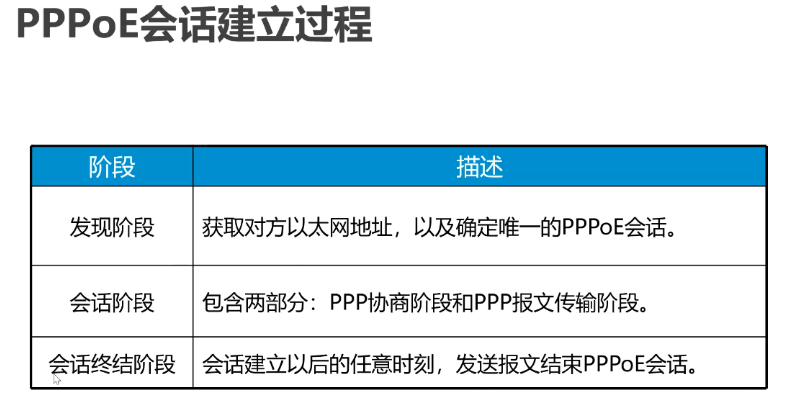 PPPoE会话建立过程
阶段 描述
发现阶段 获取对方以太网地址，以及确定唯一的PPPoE会话。
会话阶段 包含两部分：PPP协商阶段和PPP报文传输阶段。
会话终结阶段 会话建立以后的任意时刻，发送报文结束PPPoE会话。